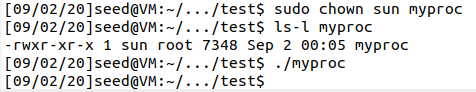 [09/02/20]seed@VM:~/.../test$ sudo chown sun myproc
[09/02/20]seed@VM:~/.../test$ ls-l myproc
-rwxr-xr-x 1 sun root 7348 Sep 2 00:05 myproc
[09/02/20]seed@VM:~/.../test$ ./myproc
[09/02/20]seed@VM:~/.../test$